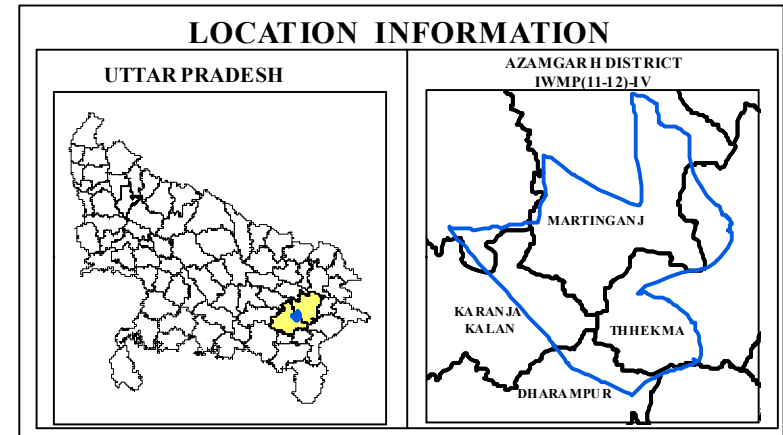 LOCATION INFORMATION
UTTAR PRADESH
AZAMGARH DISTRICT
IWMP(11-12)-IV
MARTINGANJ
KARANJA
KALAN
THHEKMA
DHARAMPUR